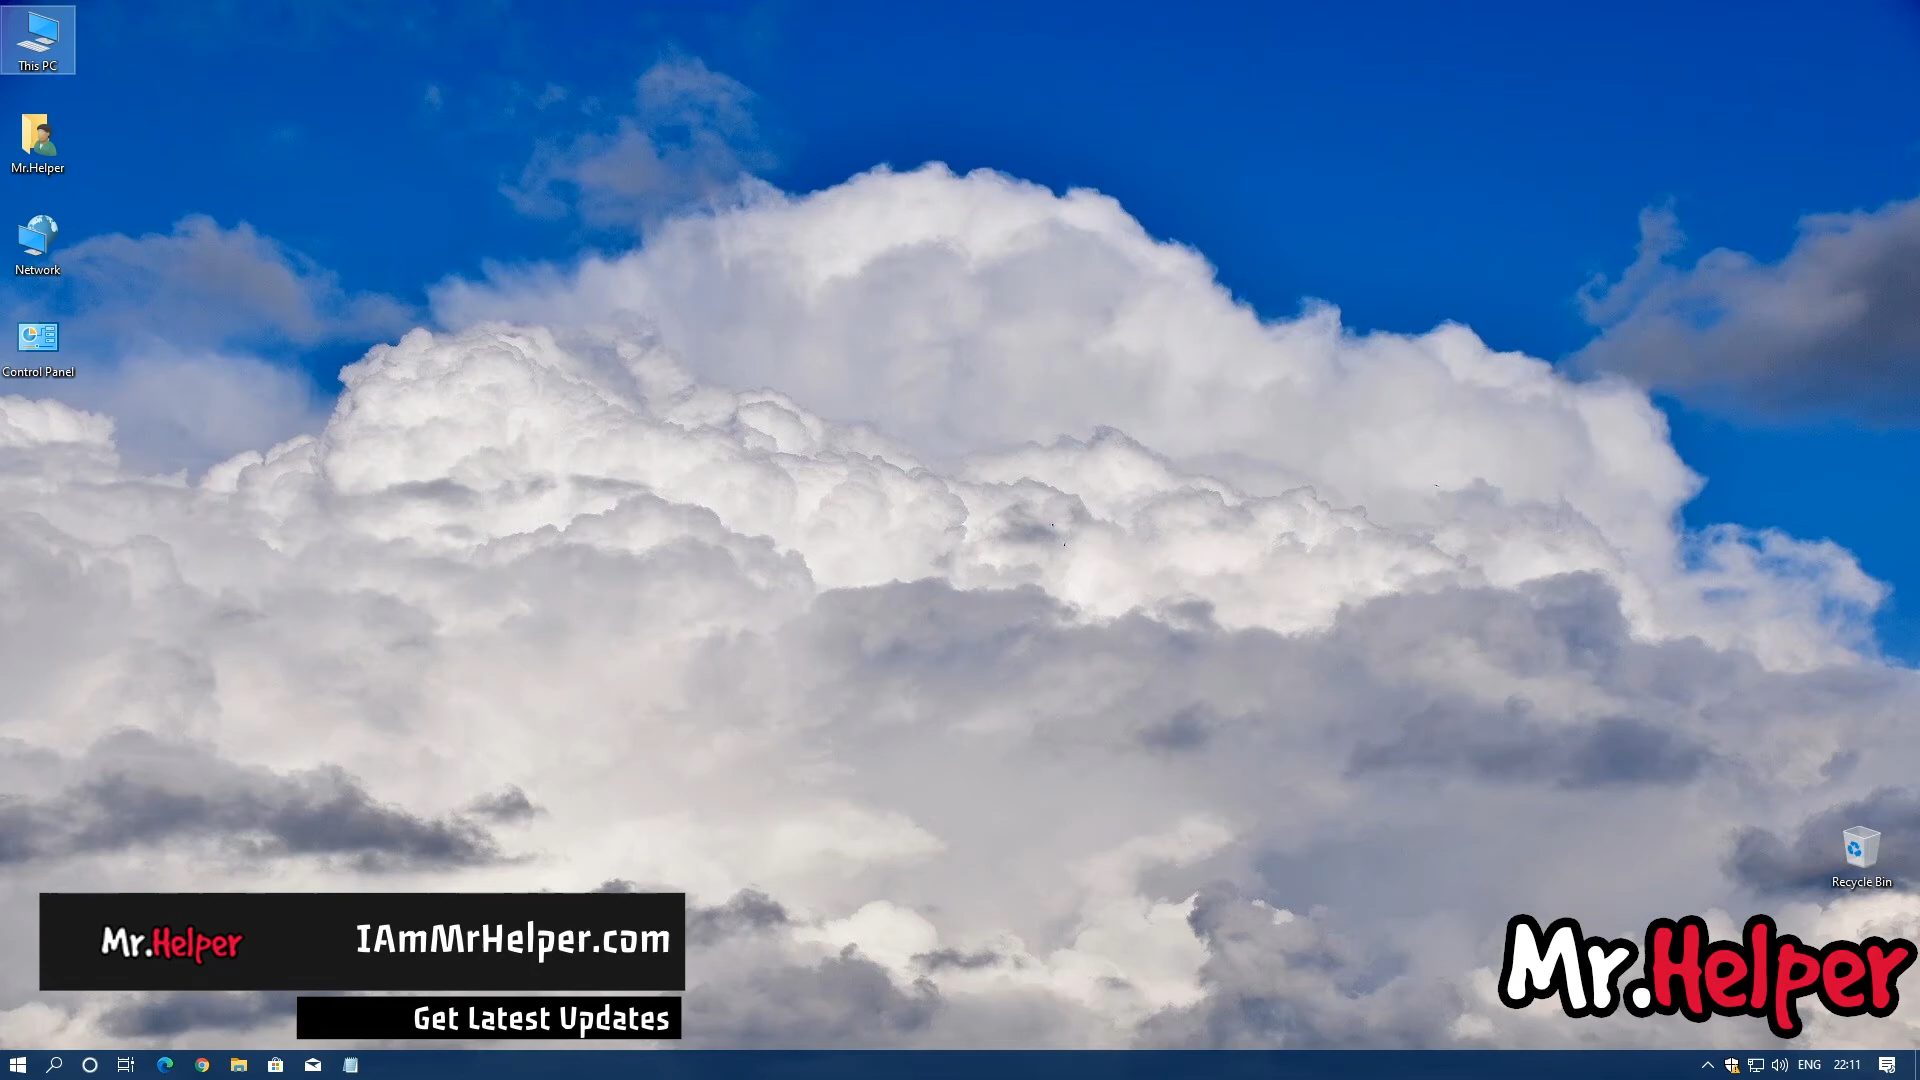 This PC
Mr.Helper
Network
Control Panel
Recycle Bin
Mr.Helper
IAmMrHelper.com
Get Latest Updates
Mr.Helper
ENG
22:11